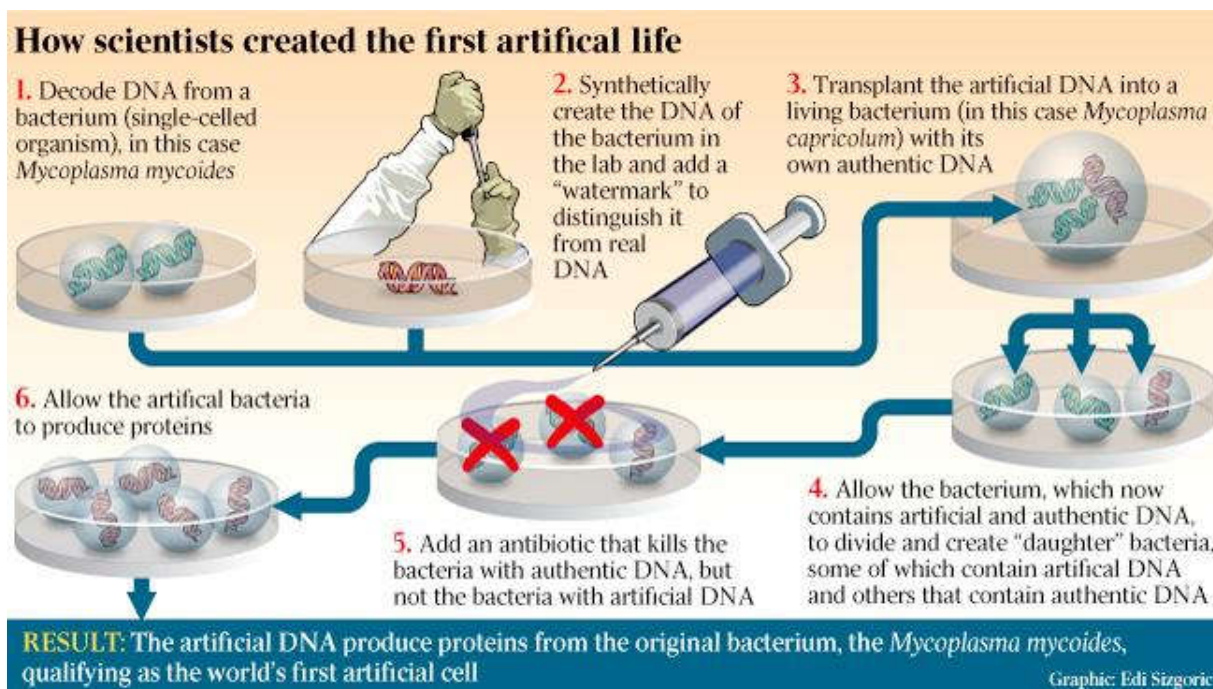 How scientists created the first artifical life
1. Decode DNA from a
bacterium (single-celled
organism), in this case
Mycoplasma mycoides
2. Synthetically
create the DNA of
the bacterium in
the lab and add a
“watermark” to
distinguish it
from real
DNA
3. Transplant the artificial DNA into a
living bacterium (in this case Mycoplasma
capricolum) with its
own authentic DNA
4. Allow the bacterium, which now
contains artificial and authentic DNA,
to divide and create “daughter” bacteria,
some of which contain artifical DNA
and others that contain authentic DNA
5. Add an antibiotic that kills the
bacteria with authentic DNA, but
not the bacteria with artificial DNA
6. Allow the artifical bacteria
to produce proteins
RESULT: The artificial DNA produce proteins from the original bacterium, the Mycoplasma mycoides,
qualifying as the world’s first artificial cell
Graphic: Edi Sizgoric